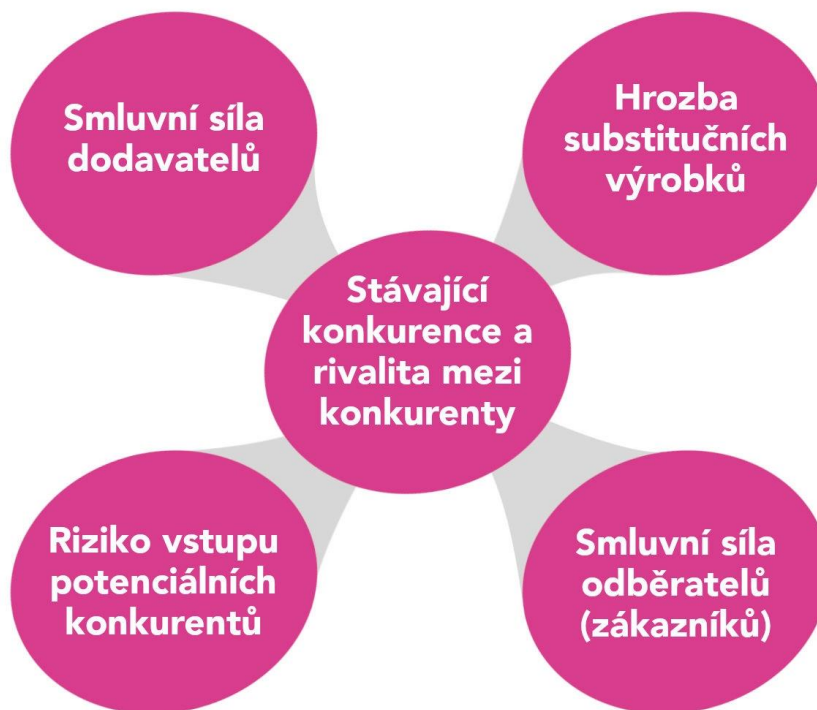 Smluvní síla
dodavatelů
Hrozba
substitučních
výrobků
Stávající
konkurence a
rivalita mezi
konkurenty
Riziko vstupu
potenciálních
konkurentů
Smluvní síla
odběratelů
(zákazníků)